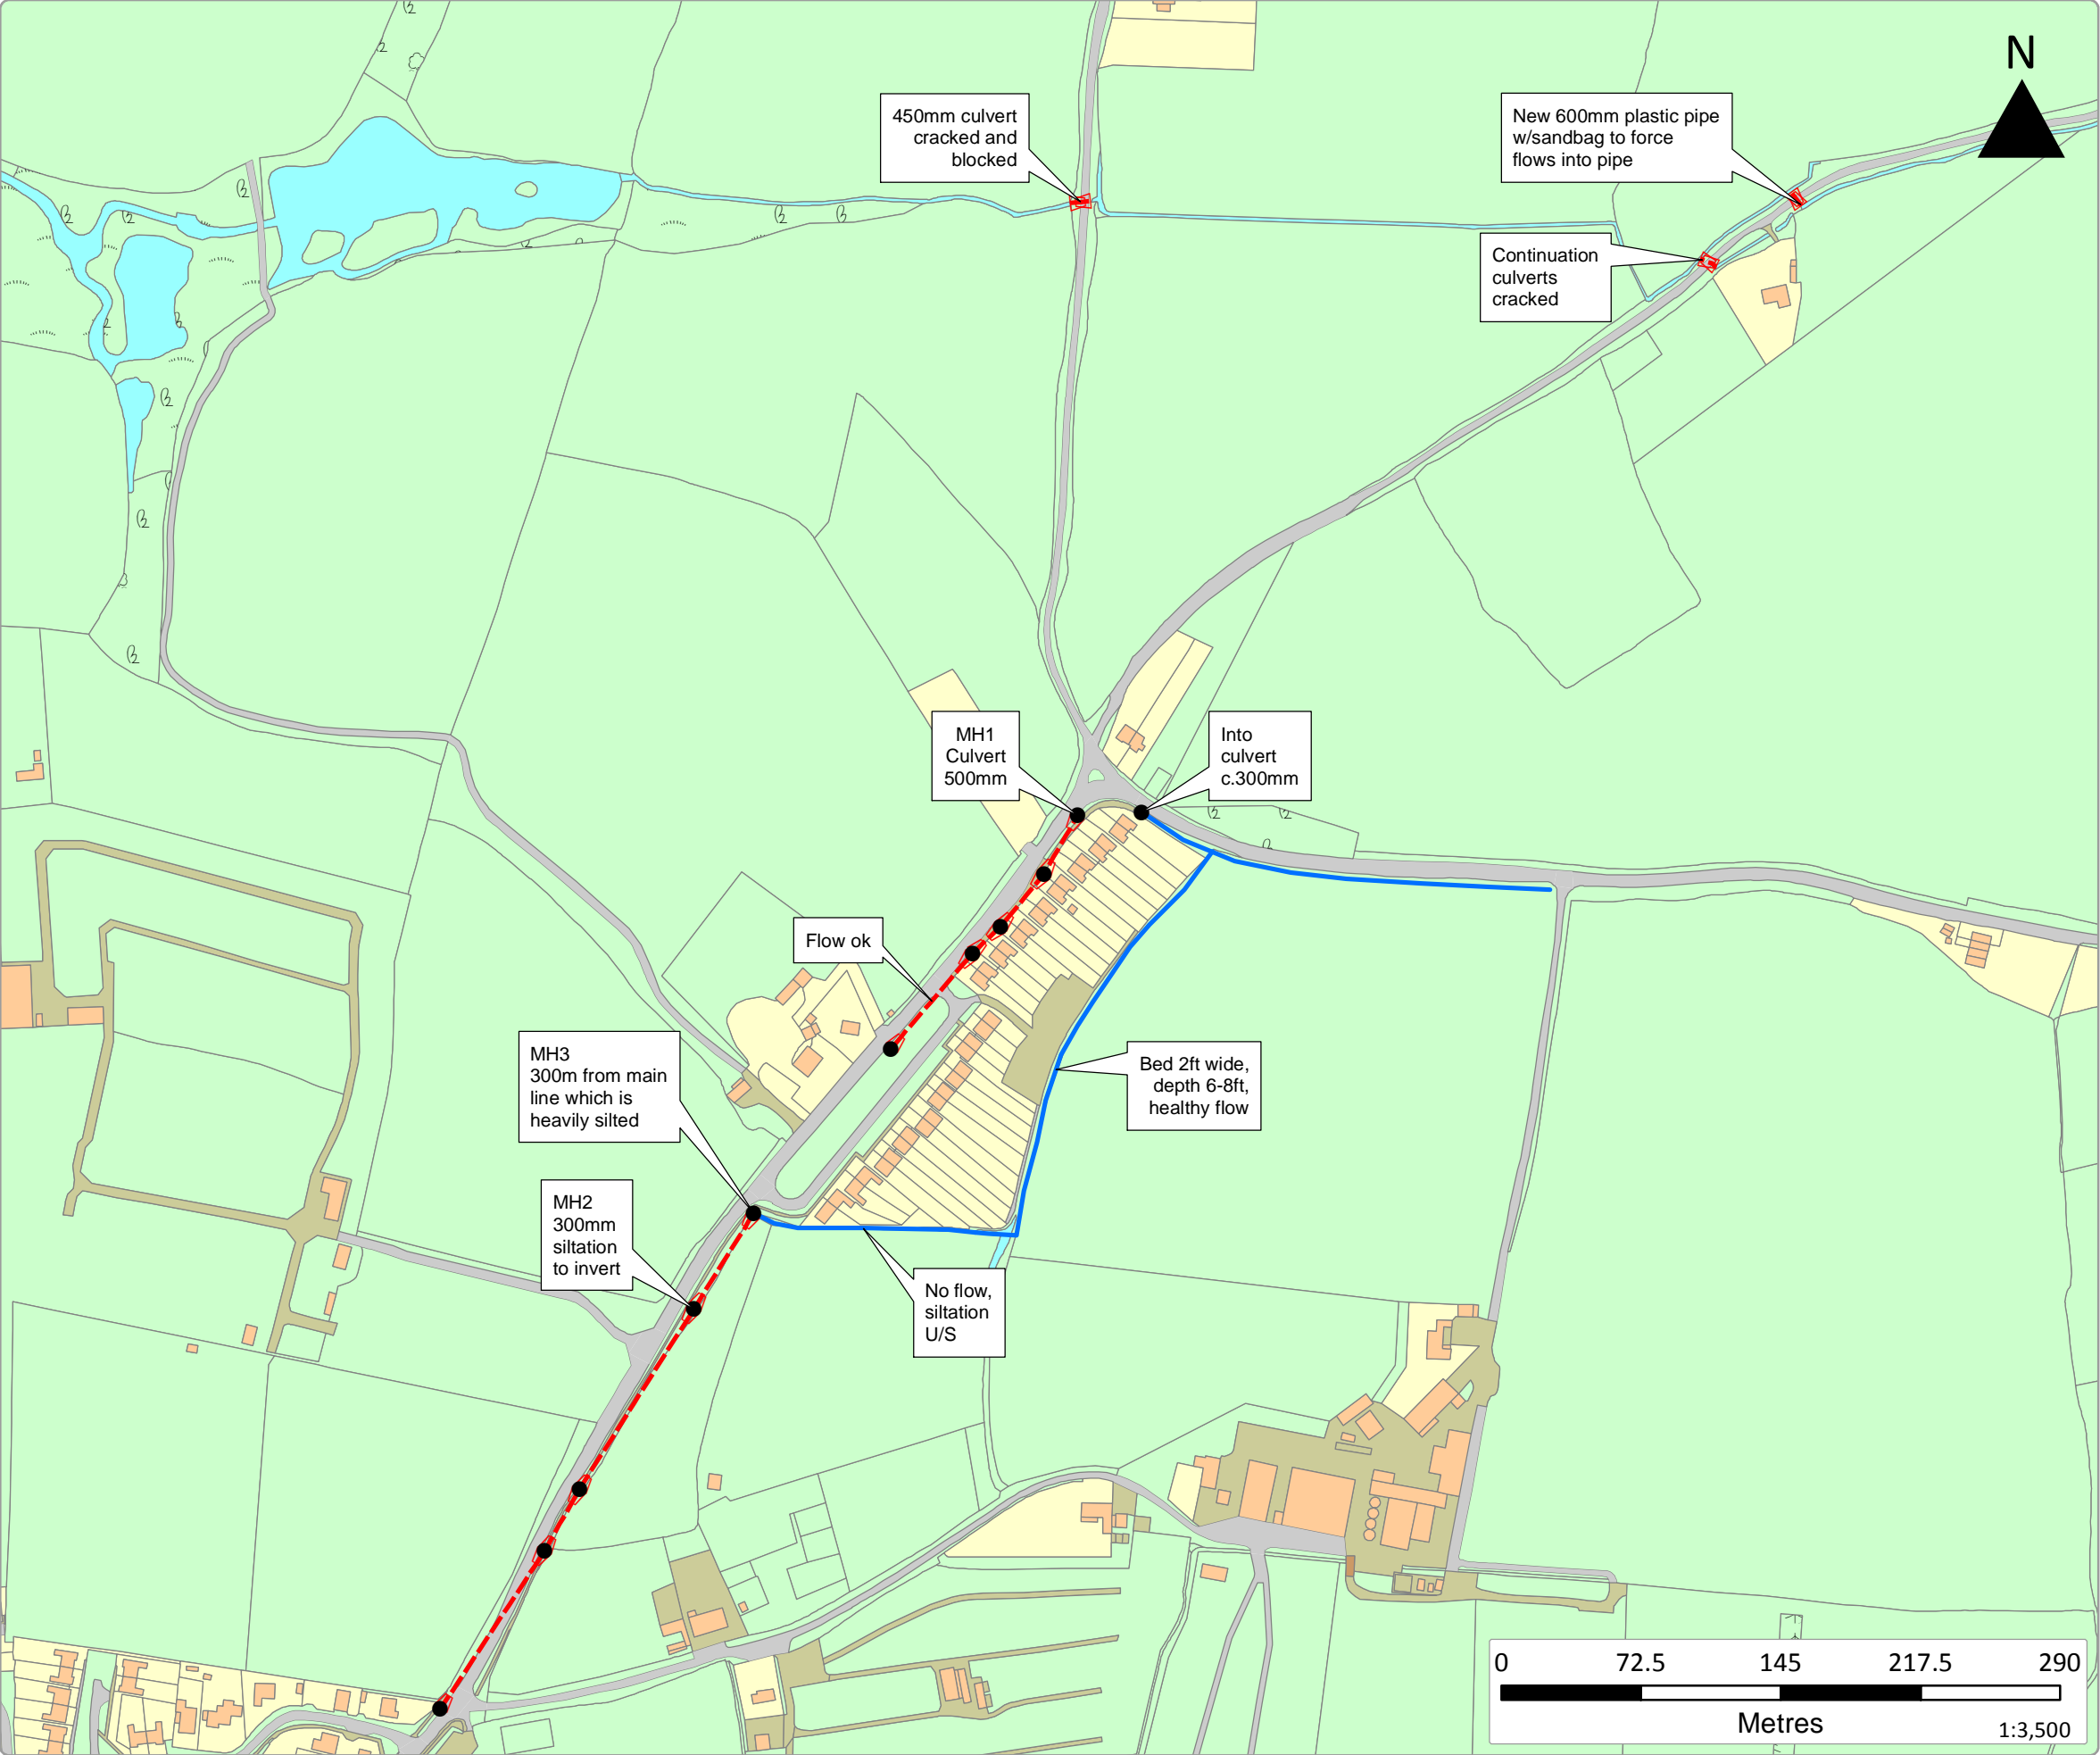 N
450mm culvert
cracked and
blocked
New 600mm plastic pipe
w/sandbag to force
flows into pipe
Continuation
culverts
cracked
MH1
Culvert
500mm
Into
culvert
c.300mm
Flow ok
MH3
300m from main
line which is
heavily silted
Bed 2ft wide,
depth 6-8ft,
healthy flow
MH2
300mm
siltation
to invert
No flow,
siltation
U/S
0 72.5 145 217.5 290
Metres
1:3,500